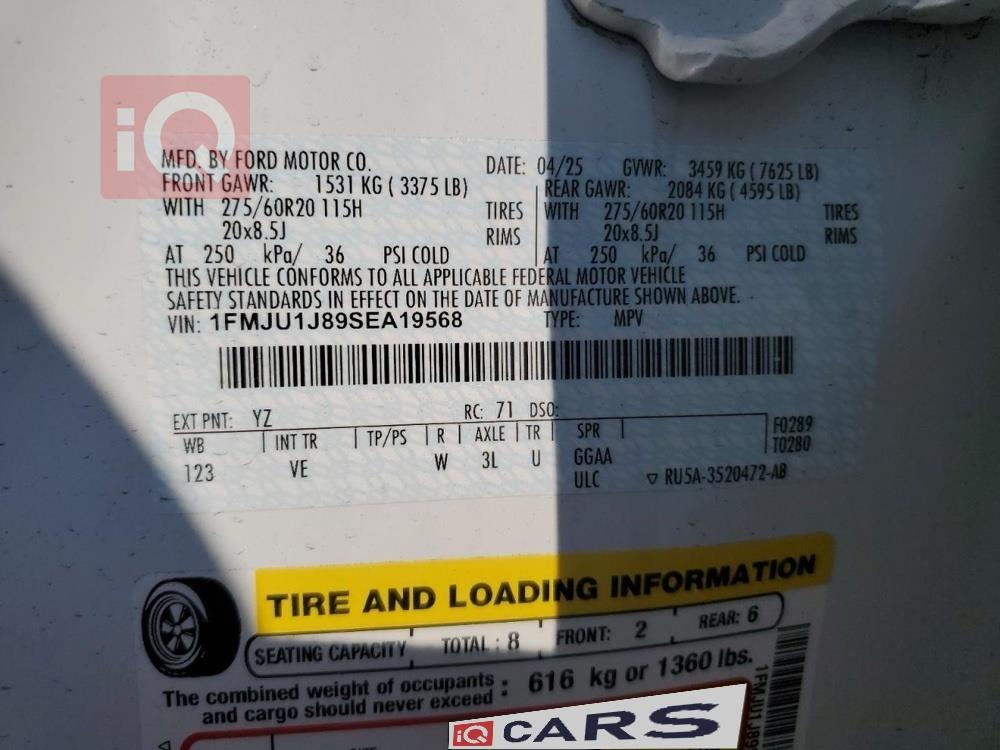 iQ
MFD. BY FORD MOTOR CO. DATE: 04/25 GVWR: 3459 KG (7625 LB)
FRONT GAWR: 1531 KG (3375 LB) REAR GAWR: 2084 KG (4595 LB)
WITH 275/60R20 115H TIRES WITH 275/60R20 115H TIRES
20x8.5J RIMS 20x8.5J RIMS
AT 250 kPa/ 36 PSI COLD AT 250 kPa/ 36 PSI COLD
THIS VEHICLE CONFORMS TO ALL APPLICABLE FEDERAL MOTOR VEHICLE
SAFETY STANDARDS IN EFFECT ON THE DATE OF MANUFACTURE SHOWN ABOVE.
VIN: 1FMJU1J89SEA19568 TYPE: MPV
EXT PNT: YZ RC: 71 DSO: F0289
WB INT TR TP/PS R AXLE TR SPR T0280
123 VE W 3L U GGAA
ULC RU5A-3520472-AB
TIRE AND LOADING INFORMATION
SEATING CAPACITY TOTAL : 8 FRONT: 2 REAR: 6
The combined weight of occupants : 616 kg or 1360 lbs.
and cargo should never exceed
1FMJU1J89
iQ CARS